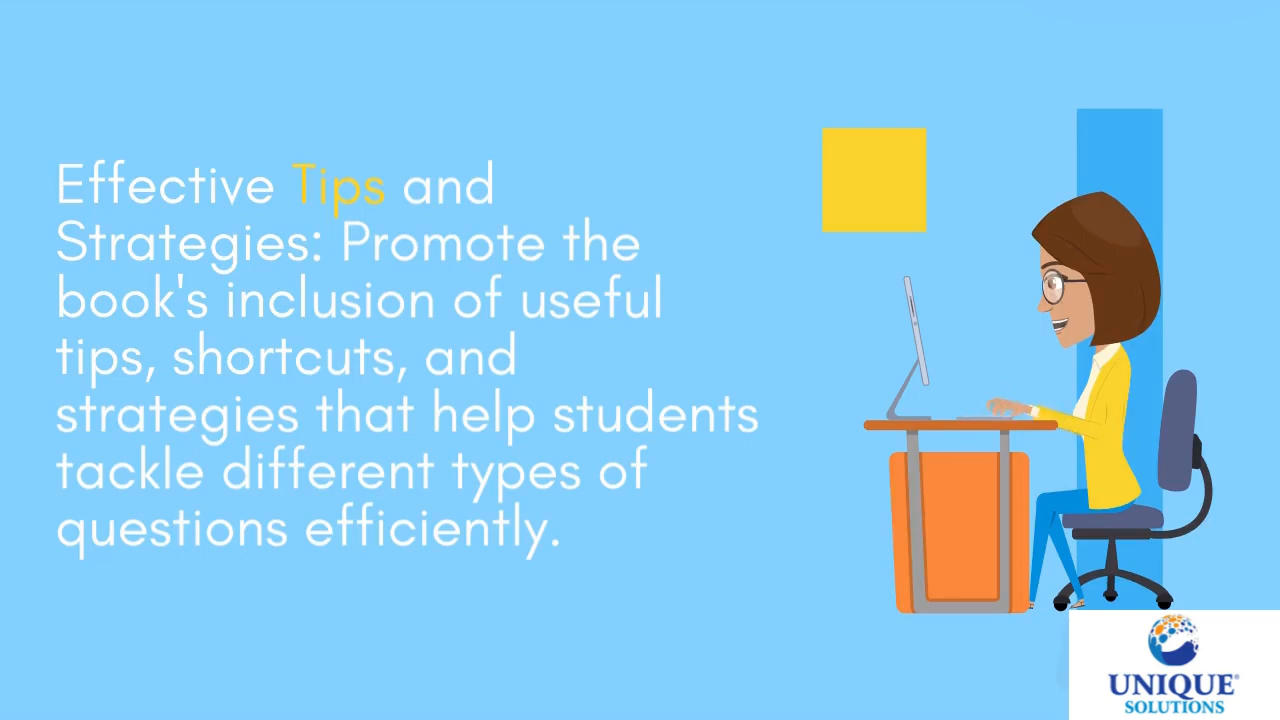 Effective Tips and
Strategies: Promote the
book's inclusion of useful
tips, shortcuts, and
strategies that help students
tackle different types of
questions efficiently.
UNIQUE®
SOLUTIONS